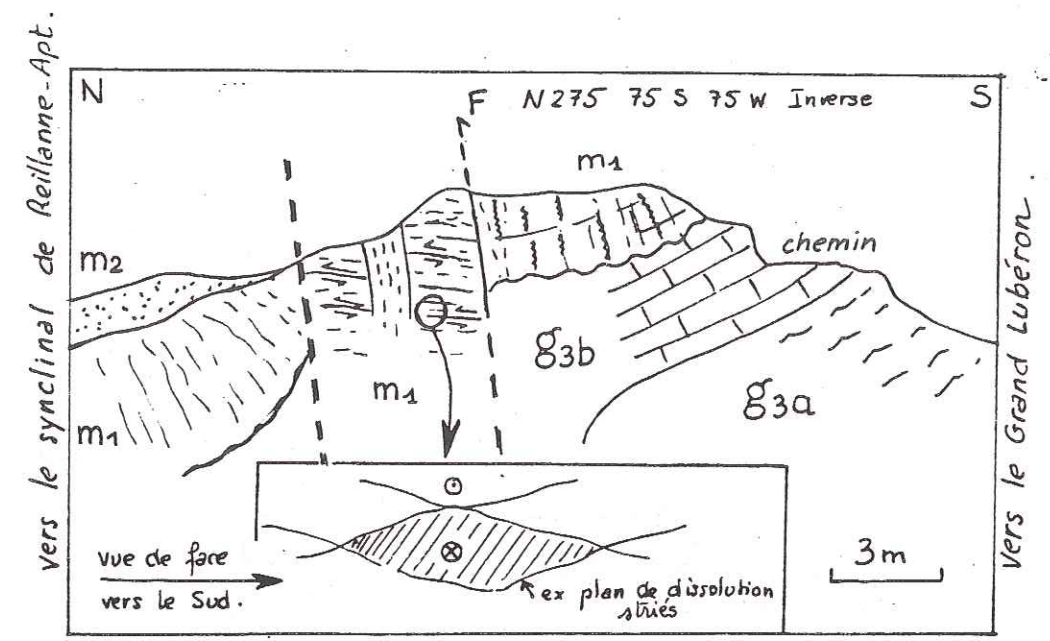 vers le synclinal de Reillanne-Apt.
N
F N275 75 S 75 W Inverse
S
m1
m2
chemin
g3b
m1
g3a
m1
vers le Grand Lubéron.
vue de face
vers le Sud.
ex plan de dissolution
striés
3m